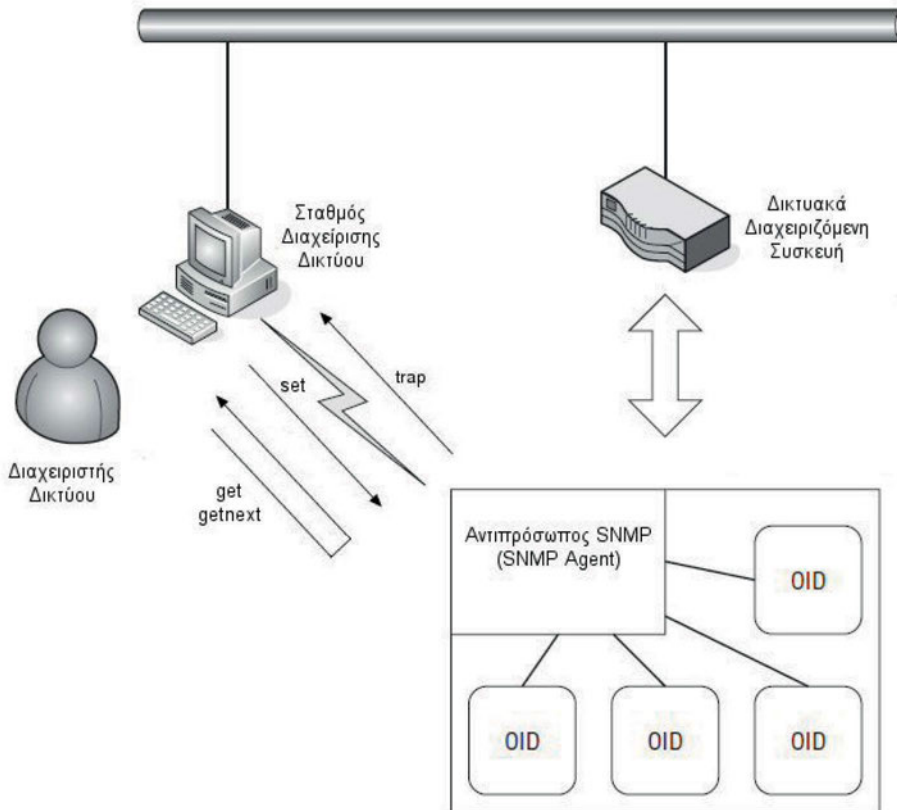 Σταθμός
Διαχείρισης
Δικτύου
Δικτυακά
Διαχειριζόμενη
Συσκευή
set
trap
Διαχειριστής
Δικτύου
get
getnext
Αντιπρόσωπος SNMP
(SNMP Agent)
OID
OID
OID
OID